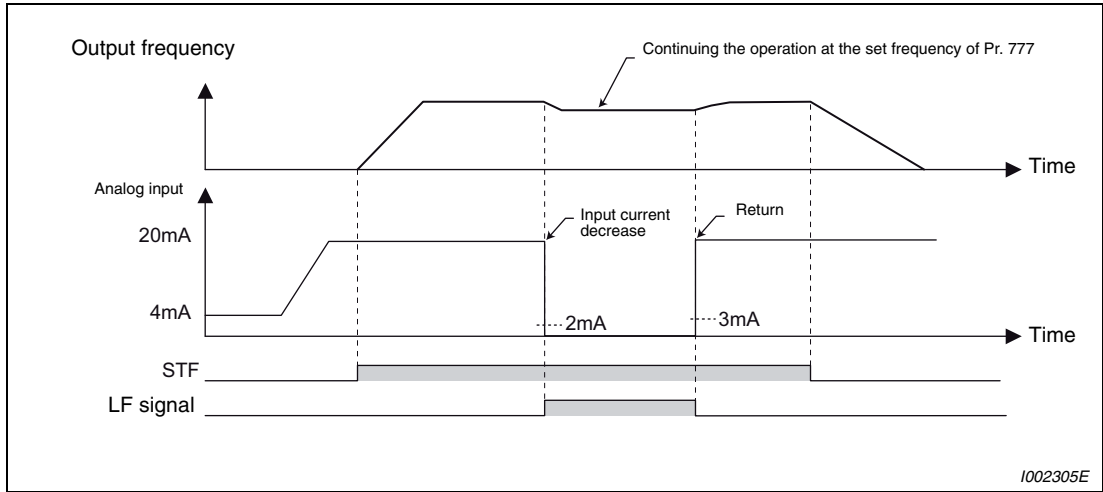 Output frequency
Continuing the operation at the set frequency of Pr. 777
Time
Analog input
20mA
Input current
decrease
Return
4mA
2mA
3mA
Time
STF
LF signal
I002305E